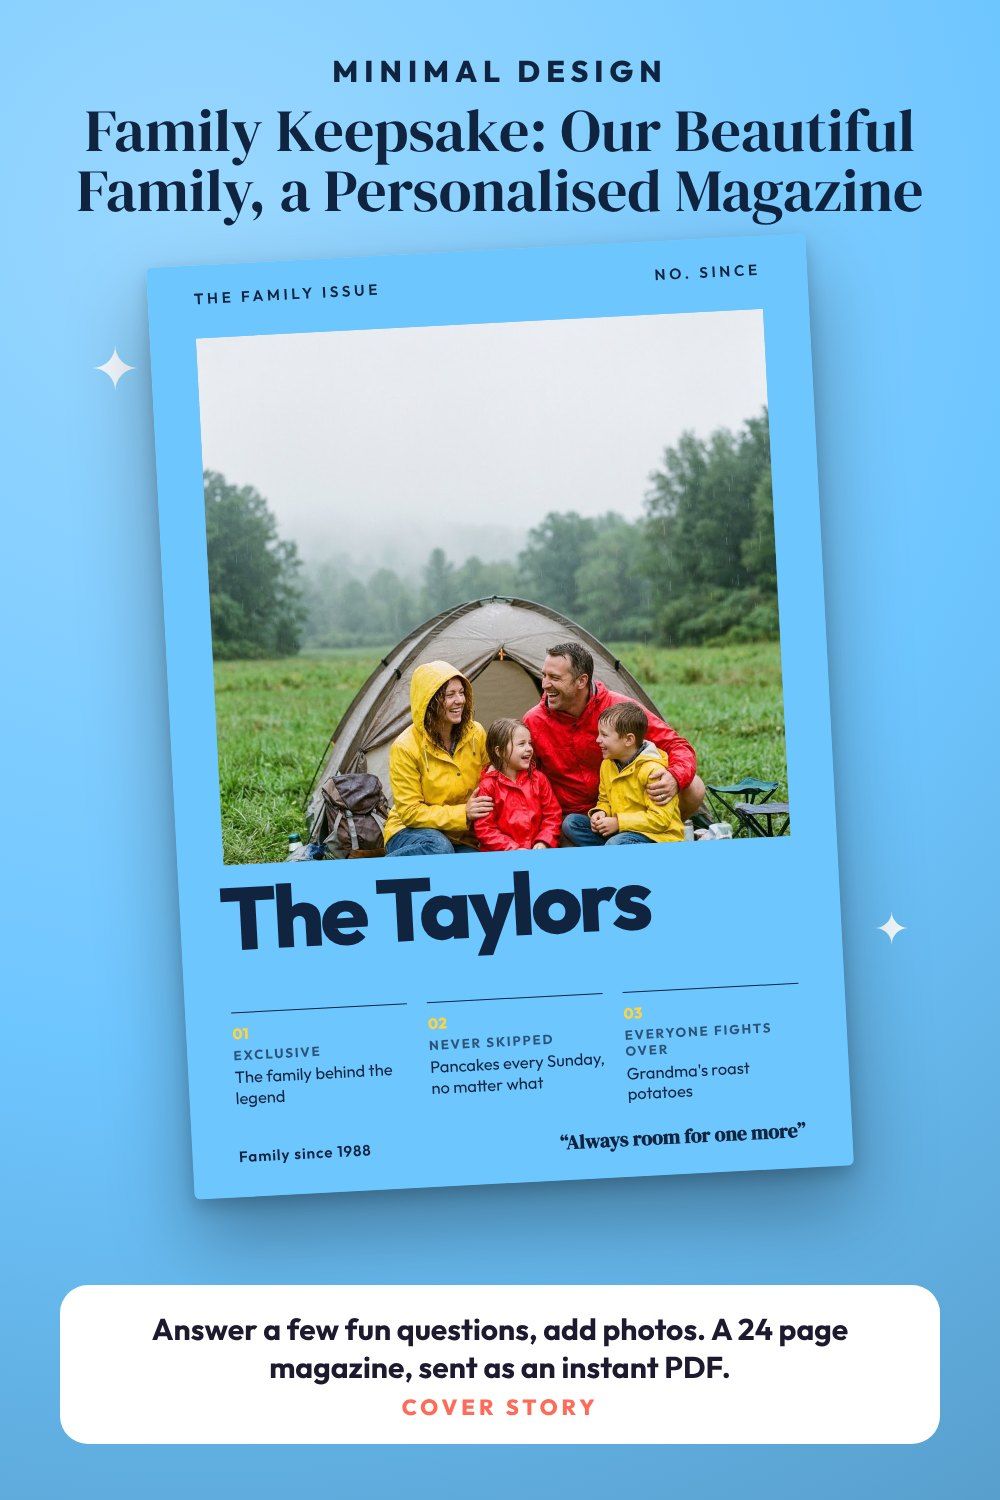 MINIMAL DESIGN
Family Keepsake: Our Beautiful
Family, a Personalised Magazine
THE FAMILY ISSUE
NO. SINCE
The Taylors
01
EXCLUSIVE
The family behind the
legend
02
NEVER SKIPPED
Pancakes every Sunday,
no matter what
03
EVERYONE FIGHTS
OVER
Grandma's roast
potatoes
Family since 1988
“Always room for one more”
Answer a few fun questions, add photos. A 24 page
magazine, sent as an instant PDF.
COVER STORY